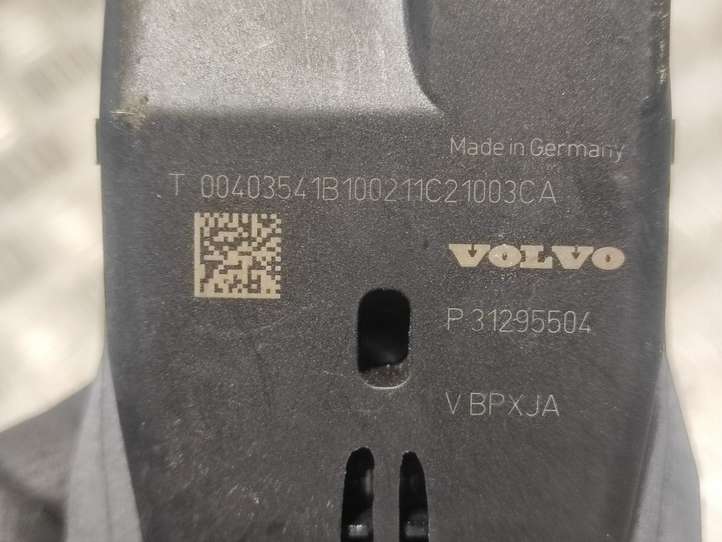 Made in Germany
T 00403541B100211C21003CA
VOLVO
P 31295504
V BPXJA